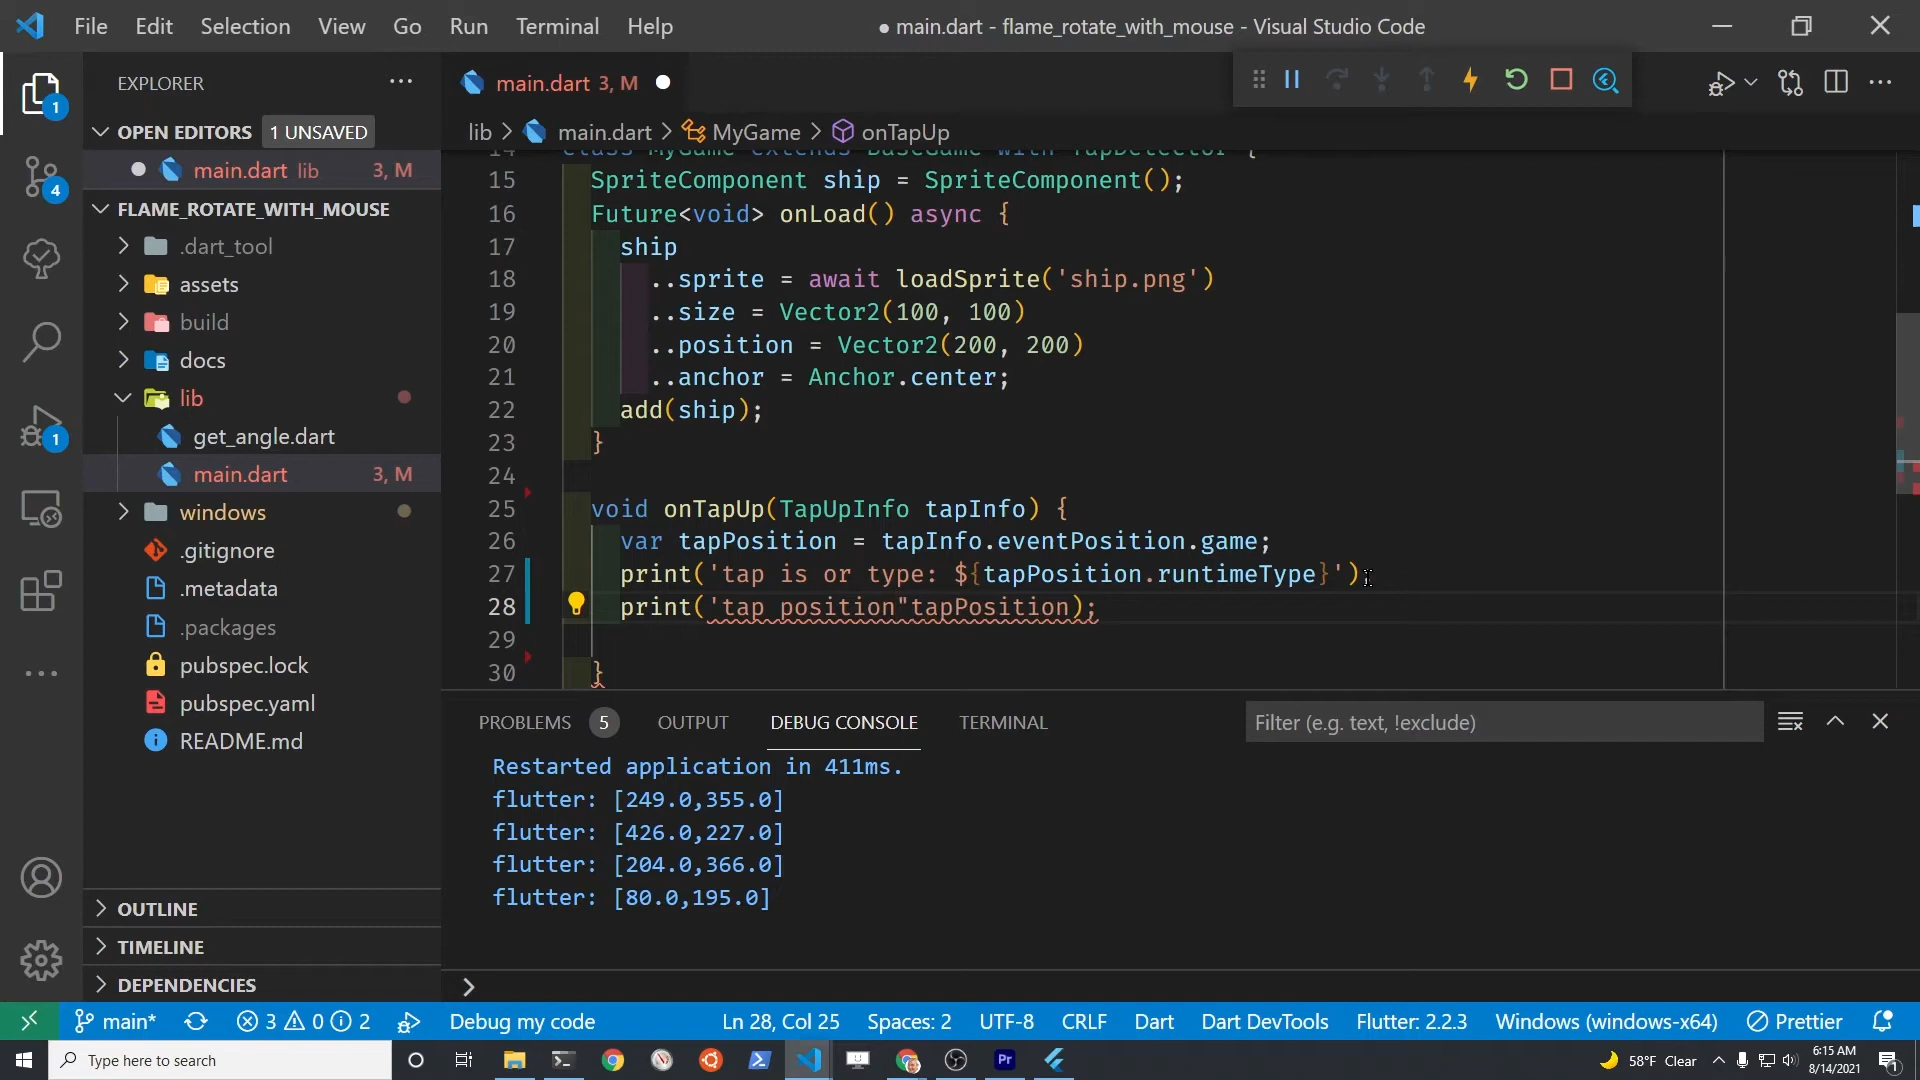 File Edit Selection View Go Run Terminal Help ● main.dart - flame_rotate_with_mouse - Visual Studio Code
EXPLORER
main.dart 3, M
OPEN EDITORS 1 UNSAVED
lib > main.dart > MyGame > onTapUp
main.dart lib 3, M
FLAME_ROTATE_WITH_MOUSE
.dart_tool
assets
build
docs
lib
get_angle.dart
main.dart 3, M
windows
.gitignore
.metadata
.packages
pubspec.lock
pubspec.yaml
README.md
OUTLINE
TIMELINE
DEPENDENCIES
1
4
1
14 class MyGame extends BaseGame with TapDetector {
15 SpriteComponent ship = SpriteComponent();
16 Future<void> onLoad() async {
17 ship
18 ..sprite = await loadSprite('ship.png')
19 ..size = Vector2(100, 100)
20 ..position = Vector2(200, 200)
21 ..anchor = Anchor.center;
22 add(ship);
23 }
24
25 void onTapUp(TapUpInfo tapInfo) {
26 var tapPosition = tapInfo.eventPosition.game;
27 print('tap is or type: ${tapPosition.runtimeType}');
28 print('tap position"tapPosition);
29
30 }
PROBLEMS 5 OUTPUT DEBUG CONSOLE TERMINAL Filter (e.g. text, !exclude)
Restarted application in 411ms.
flutter: [249.0,355.0]
flutter: [426.0,227.0]
flutter: [204.0,366.0]
flutter: [80.0,195.0]
>
main* 3 0 2 Debug my code Ln 28, Col 25 Spaces: 2 UTF-8 CRLF Dart Dart DevTools Flutter: 2.2.3 Windows (windows-x64) Prettier
Type here to search Pr 58°F Clear 6:15 AM
8/14/2021 1